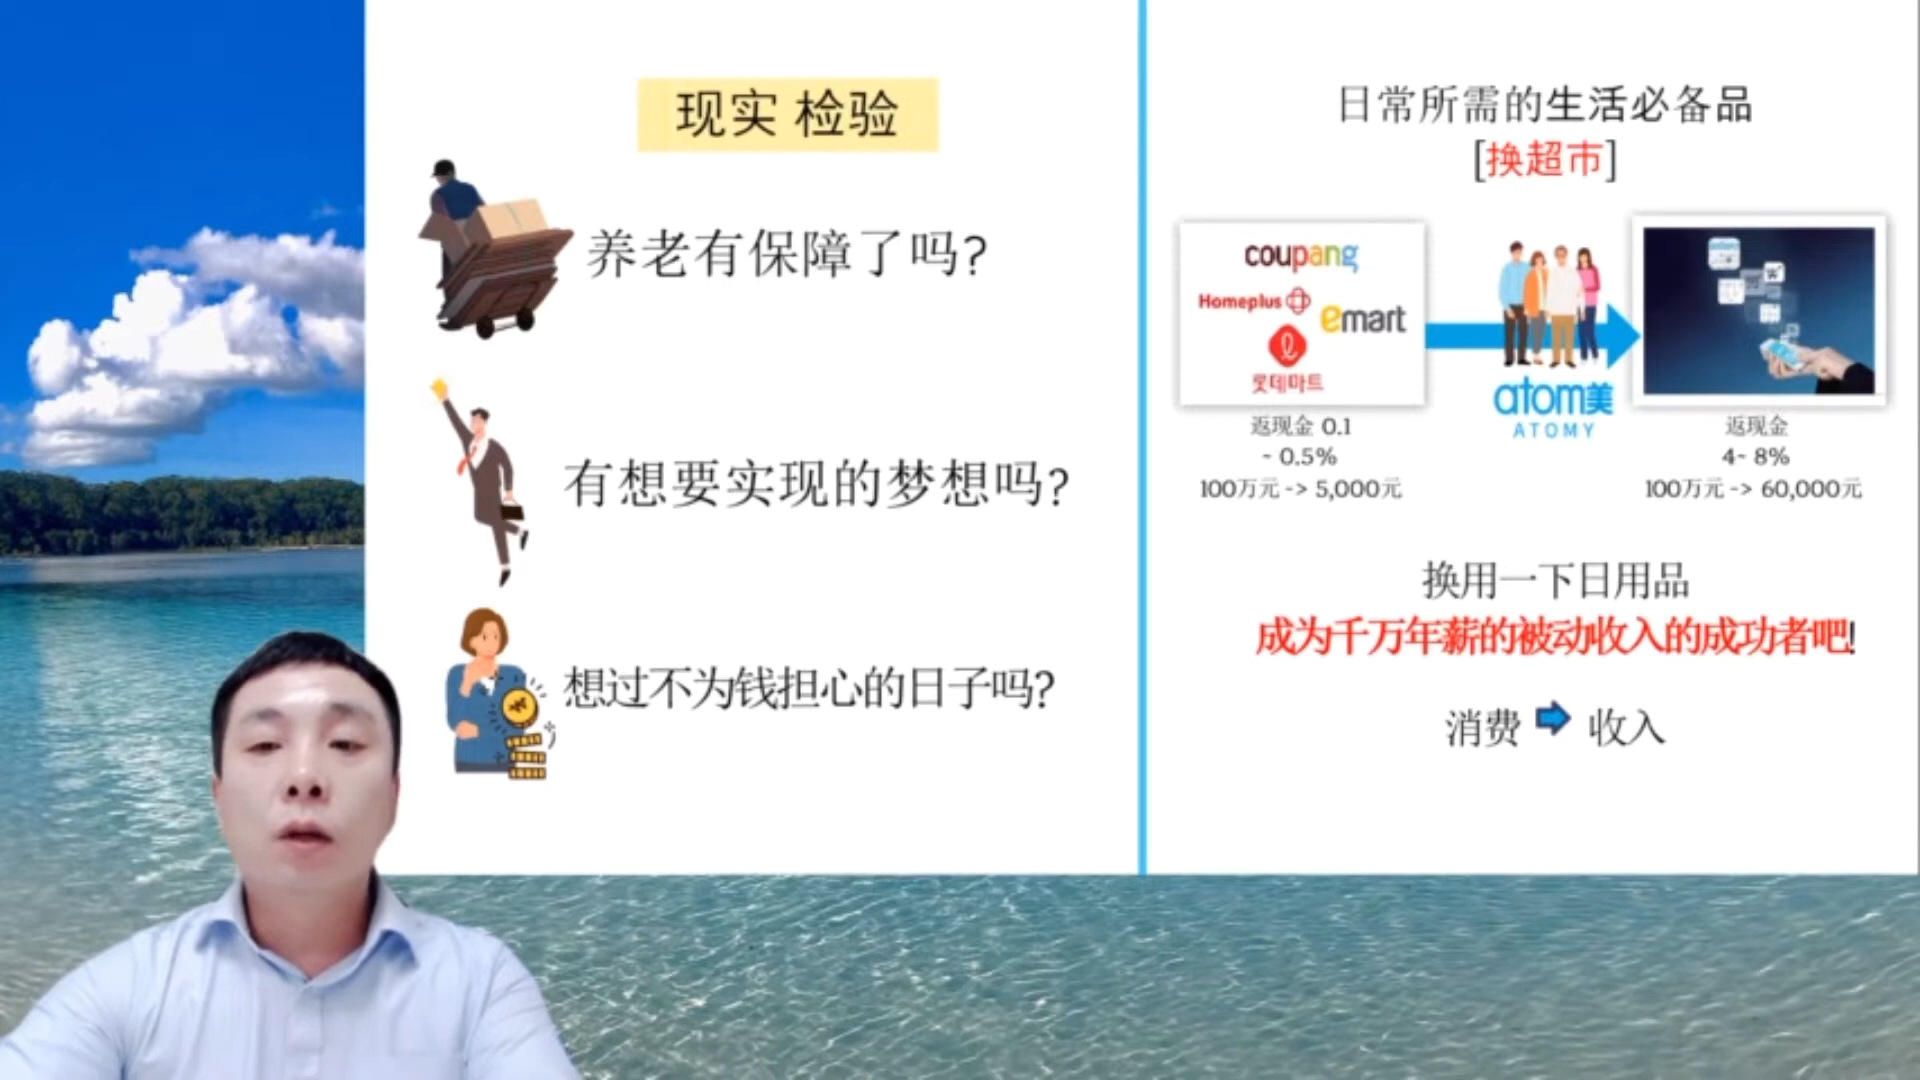 现实 检验
养老有保障了吗?
有想要实现的梦想吗?
想过不为钱担心的日子吗?
日常所需的生活必备品
[换超市]
coupang
Homeplus
emart
롯데마트
atom美
ATOMY
返现金 0.1
~ 0.5%
100万元 -> 5,000元
返现金
4~ 8%
100万元 -> 60,000元
换用一下日用品
成为千万年薪的被动收入的成功者吧!
消费 收入